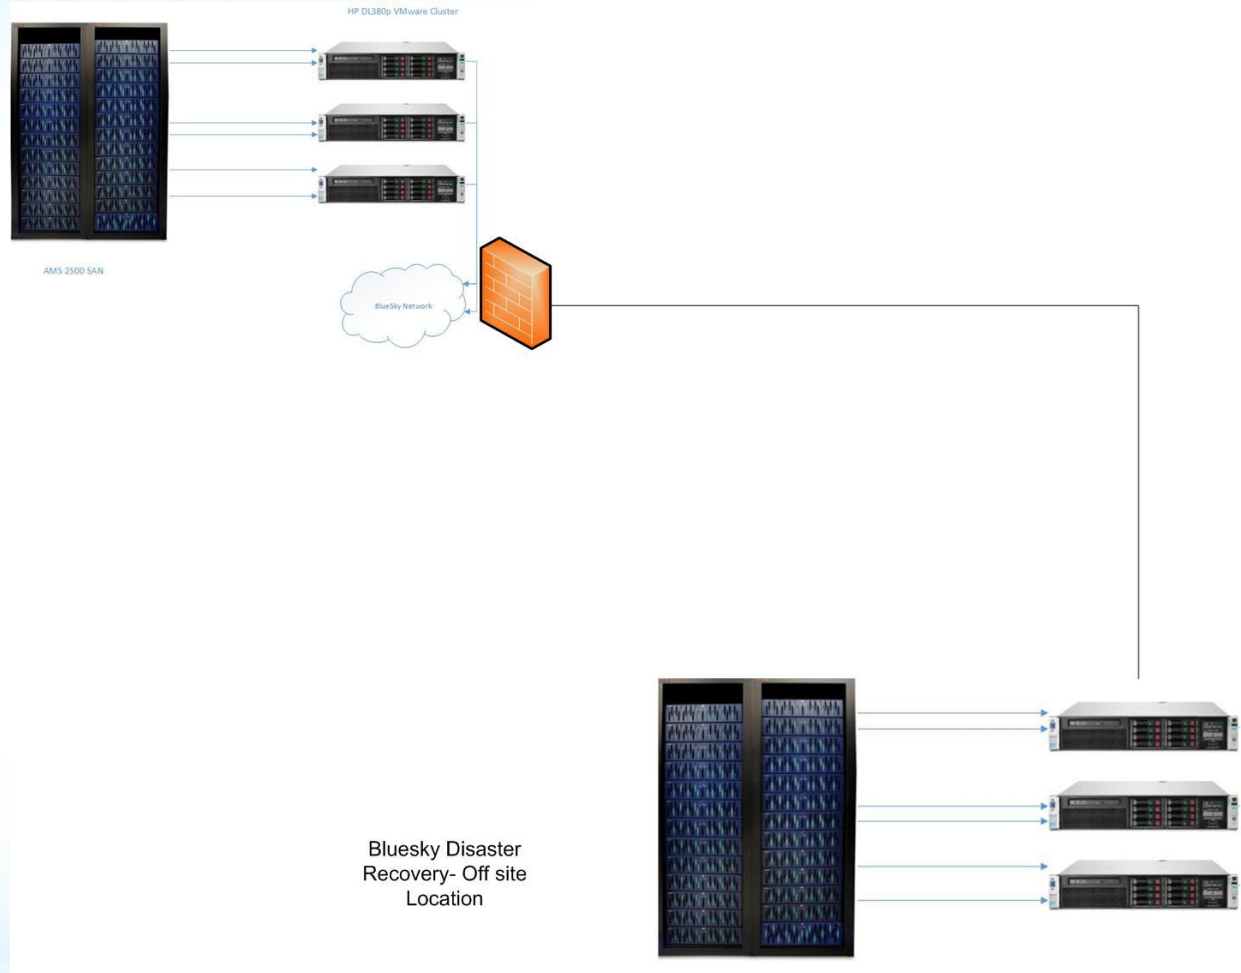 HP DL380p VMware Cluster
AMS 2500 SAN
BlueSky Network
Bluesky Disaster
Recovery- Off site
Location